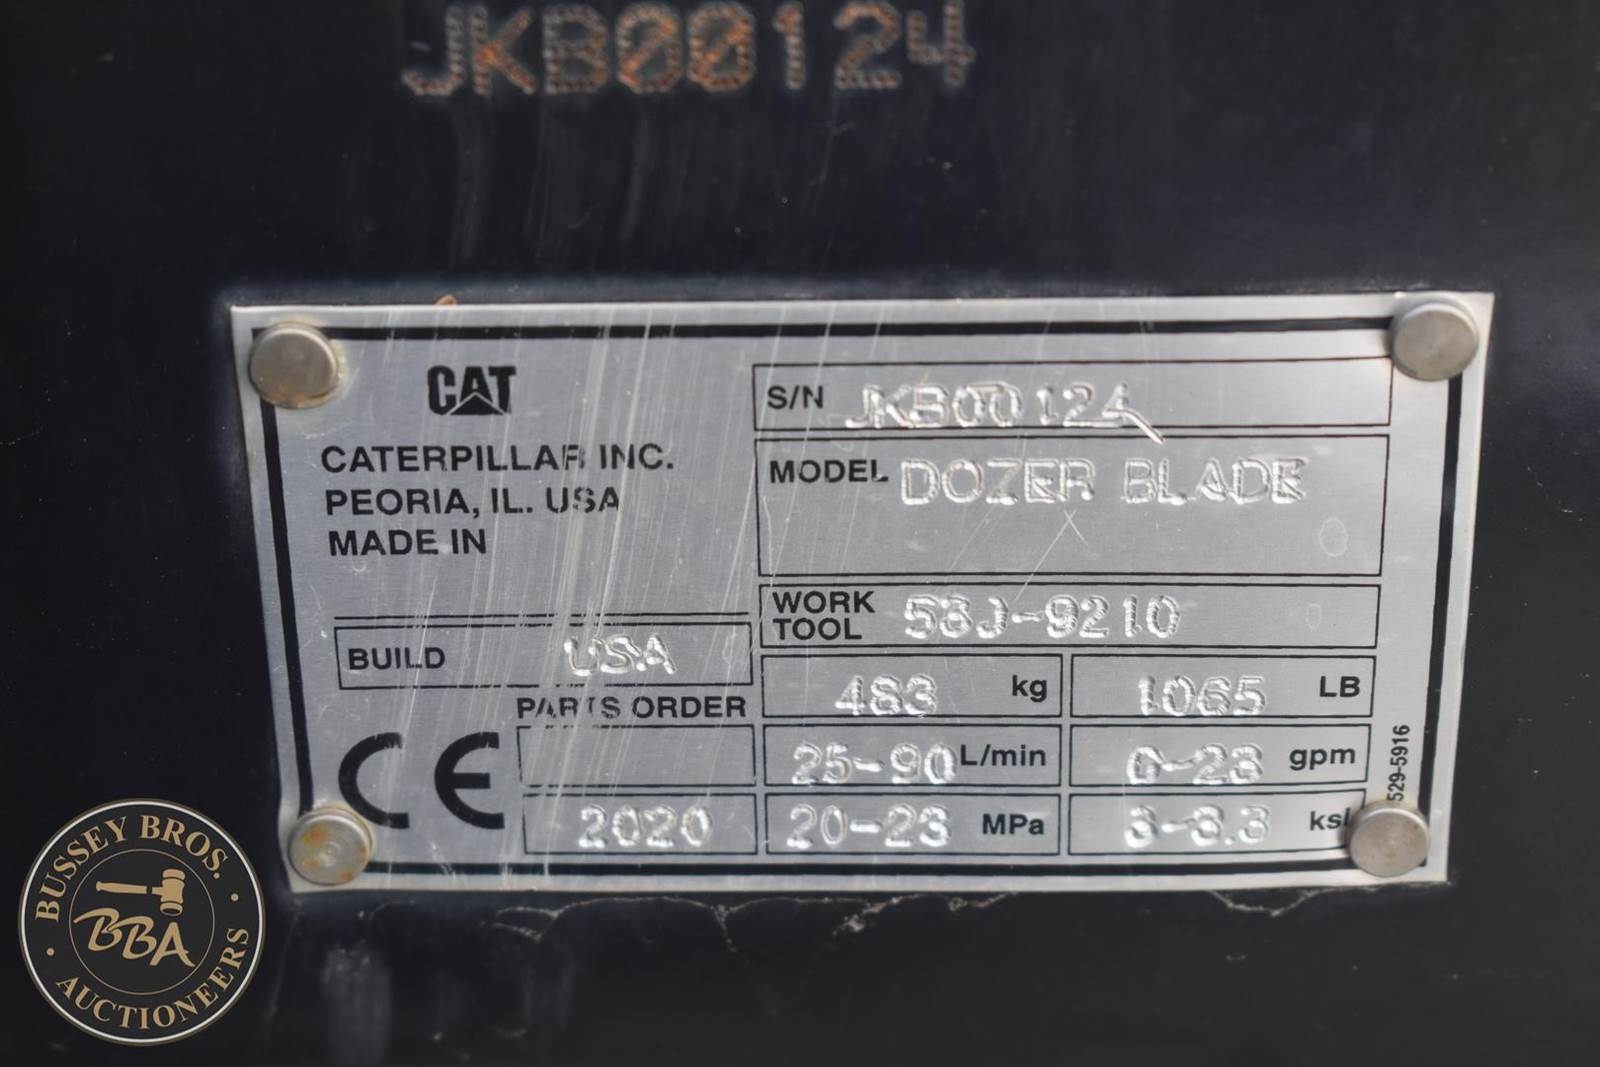 JKB00124
CAT
CATERPILLAR INC.
PEORIA, IL. USA
MADE IN
S/N JKB00124
MODEL DOZER BLADE
WORK TOOL 583-9210
BUILD USA
483 kg 1065 LB
PARTS ORDER
25-90 L/min 6-23 gpm
CE
2020 20-23 MPa 3-3.3 ksi
529-5916
BUSSEY BROS.
BBA
AUCTIONEERS